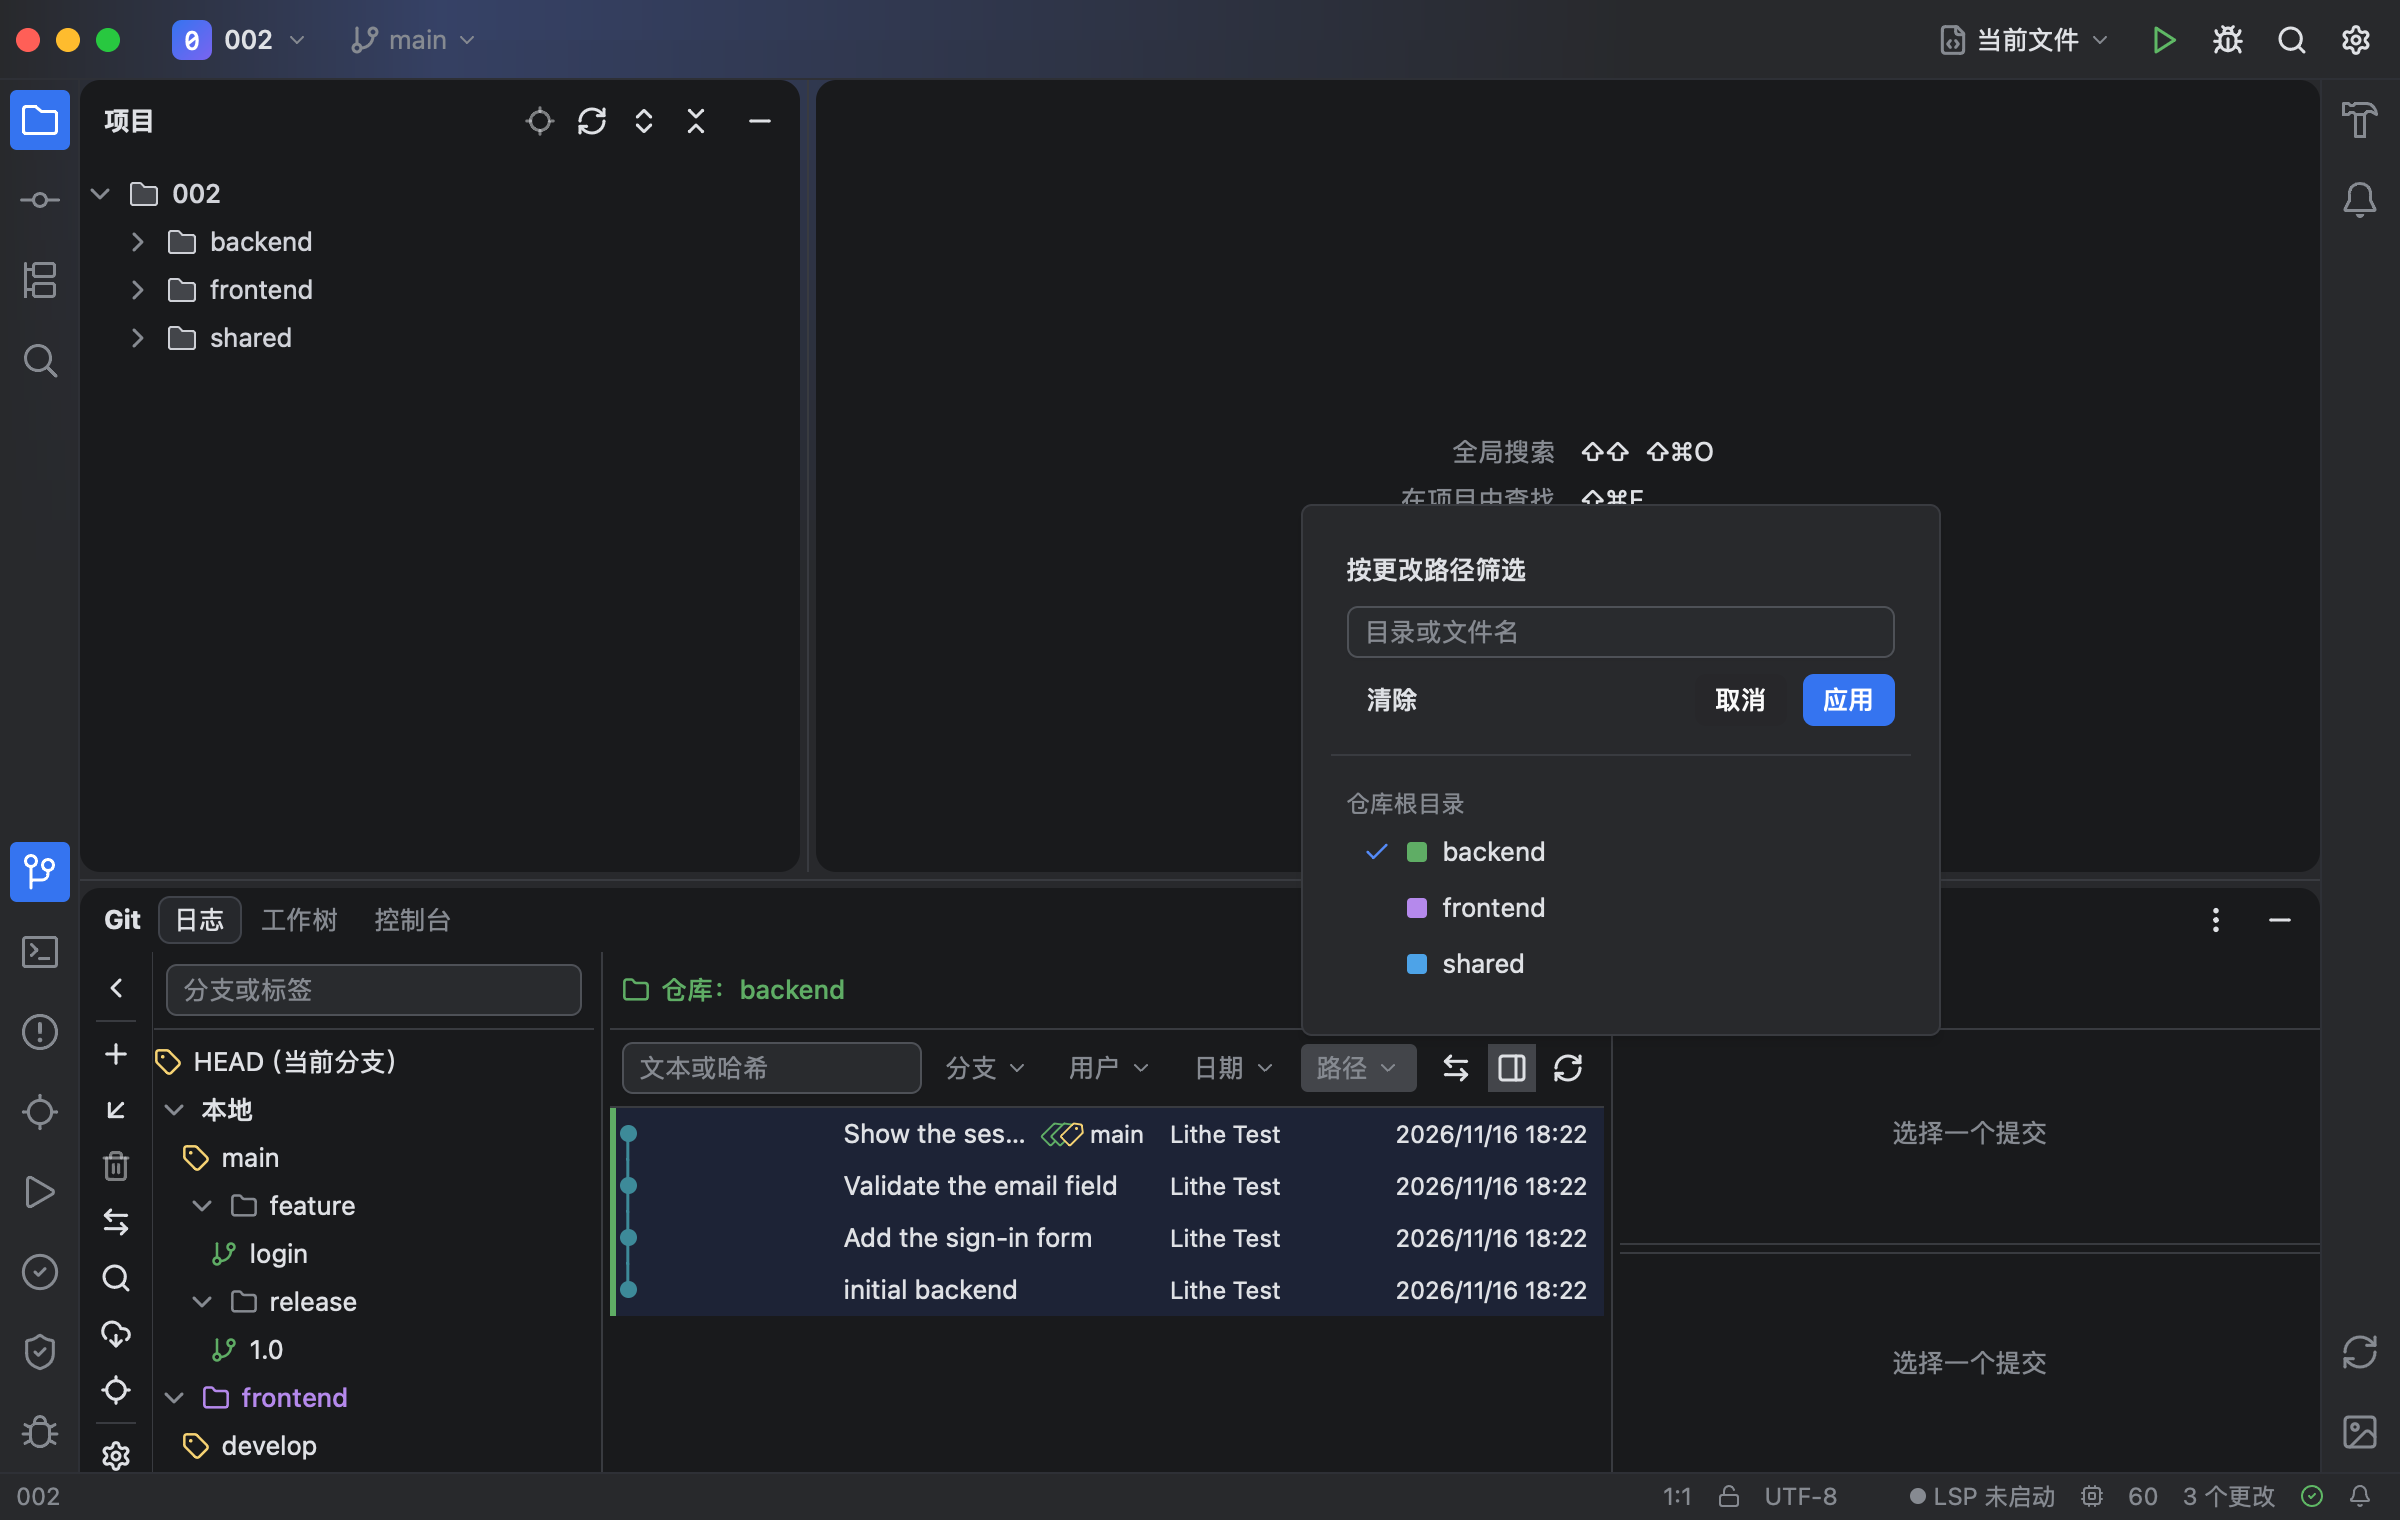 0 002 main 当前文件
项目
002
backend
frontend
shared
全局搜索 ⇧⇧ ⇧⌘O
在项目中查找 ⇧⌘F
按更改路径筛选
目录或文件名
清除 取消 应用
仓库根目录
backend
frontend
shared
Git 日志 工作树 控制台
分支或标签
仓库: backend
HEAD (当前分支)
本地
main
feature
login
release
1.0
frontend
develop
文本或哈希 分支 用户 日期 路径
Show the ses... main Lithe Test 2026/11/16 18:22
Validate the email field Lithe Test 2026/11/16 18:22
Add the sign-in form Lithe Test 2026/11/16 18:22
initial backend Lithe Test 2026/11/16 18:22
选择一个提交
选择一个提交
002 1:1 UTF-8 LSP 未启动 60 3 个更改